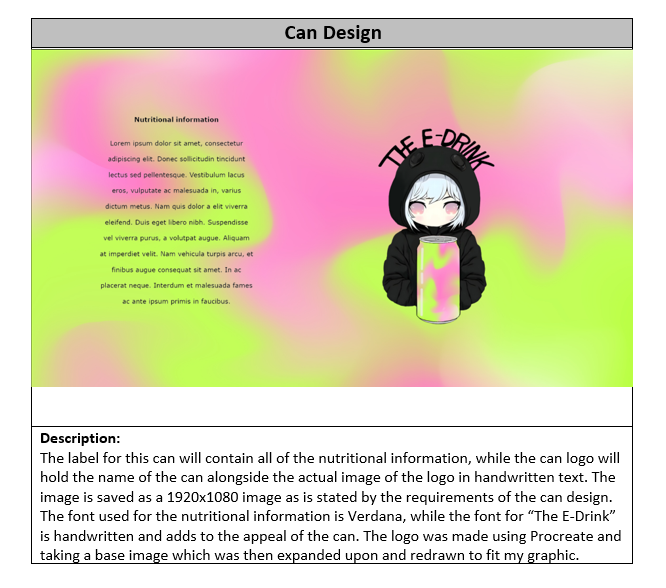 Can Design
THE E-DRINK
Nutritional information
Lorem ipsum dolor sit amet, consectetur
adipiscing elit. Donec sollicitudin tincidunt
lectus sed pellentesque. Vestibulum lacus
eros, vulputate ac malesuada in, varius
dictum metus. Nam quis dolor a elit viverra
eleifend. Duis eget libero nibh. Suspendisse
vel viverra purus, a volutpat augue. Aliquam
at imperdiet velit. Nam vehicula turpis arcu, et
finibus augue consequat sit amet. In ac
placerat neque. Interdum et malesuada fames
ac ante ipsum primis in faucibus.
Description:
The label for this can will contain all of the nutritional information, while the can logo will
hold the name of the can alongside the actual image of the logo in handwritten text. The
image is saved as a 1920x1080 image as is stated by the requirements of the can design.
The font used for the nutritional information is Verdana, while the font for “The E-Drink”
is handwritten and adds to the appeal of the can. The logo was made using Procreate and
taking a base image which was then expanded upon and redrawn to fit my graphic.